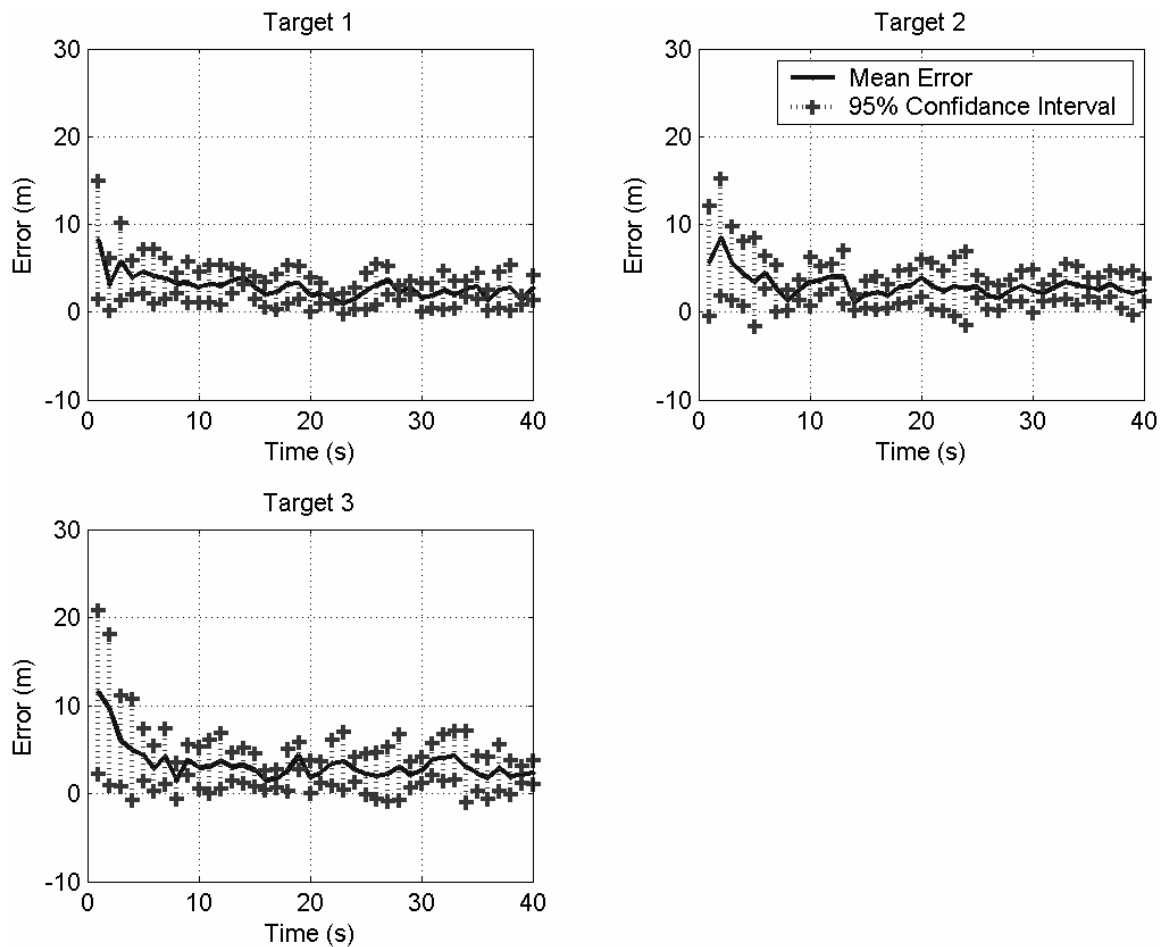 Target 1
30
20
10
0
-10
Error (m)
0 10 20 30 40
Time (s)
Target 2
30
20
10
0
-10
Error (m)
Mean Error
95% Confidance Interval
0 10 20 30 40
Time (s)
Target 3
30
20
10
0
-10
Error (m)
0 10 20 30 40
Time (s)